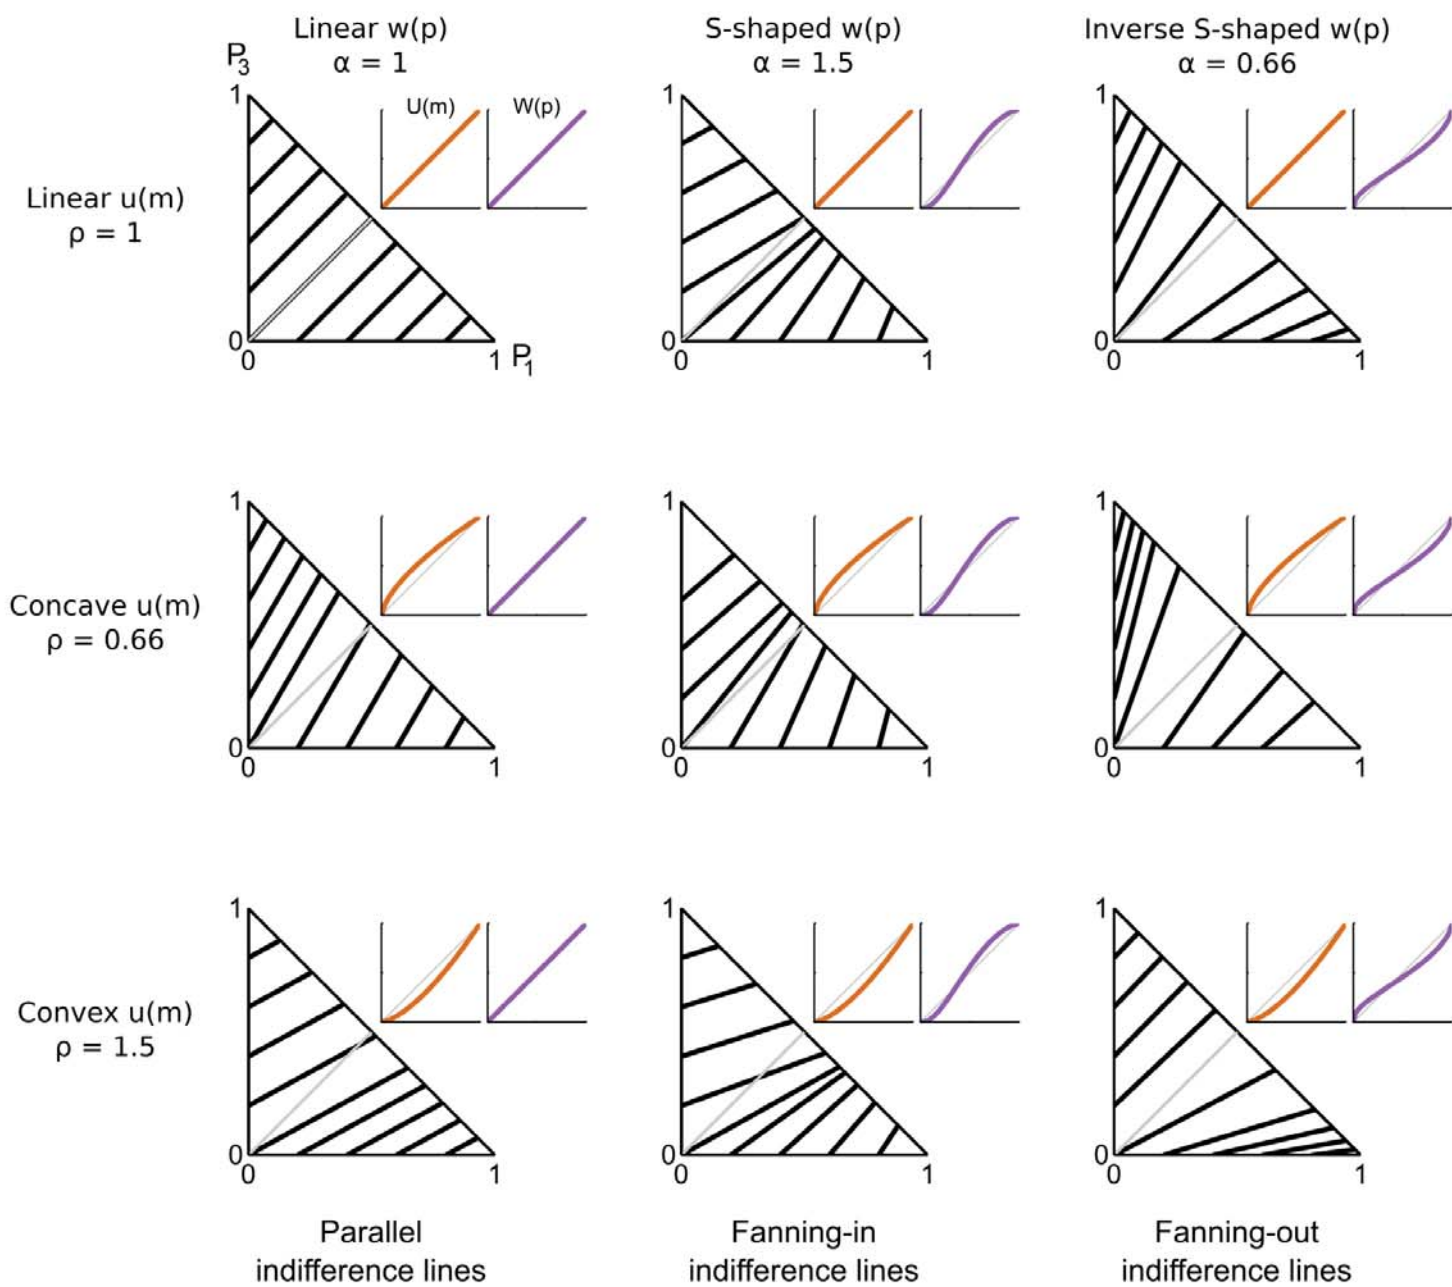 Linear w(p)
α = 1
S-shaped w(p)
α = 1.5
Inverse S-shaped w(p)
α = 0.66
P3
1
U(m)
W(p)
1
1
Linear u(m)
ρ = 1
0
0
1
P1
0
0
1
0
0
1
1
1
1
Concave u(m)
ρ = 0.66
0
0
1
0
0
1
0
0
1
1
1
1
Convex u(m)
ρ = 1.5
0
0
1
0
0
1
0
0
1
Parallel
indifference lines
Fanning-in
indifference lines
Fanning-out
indifference lines